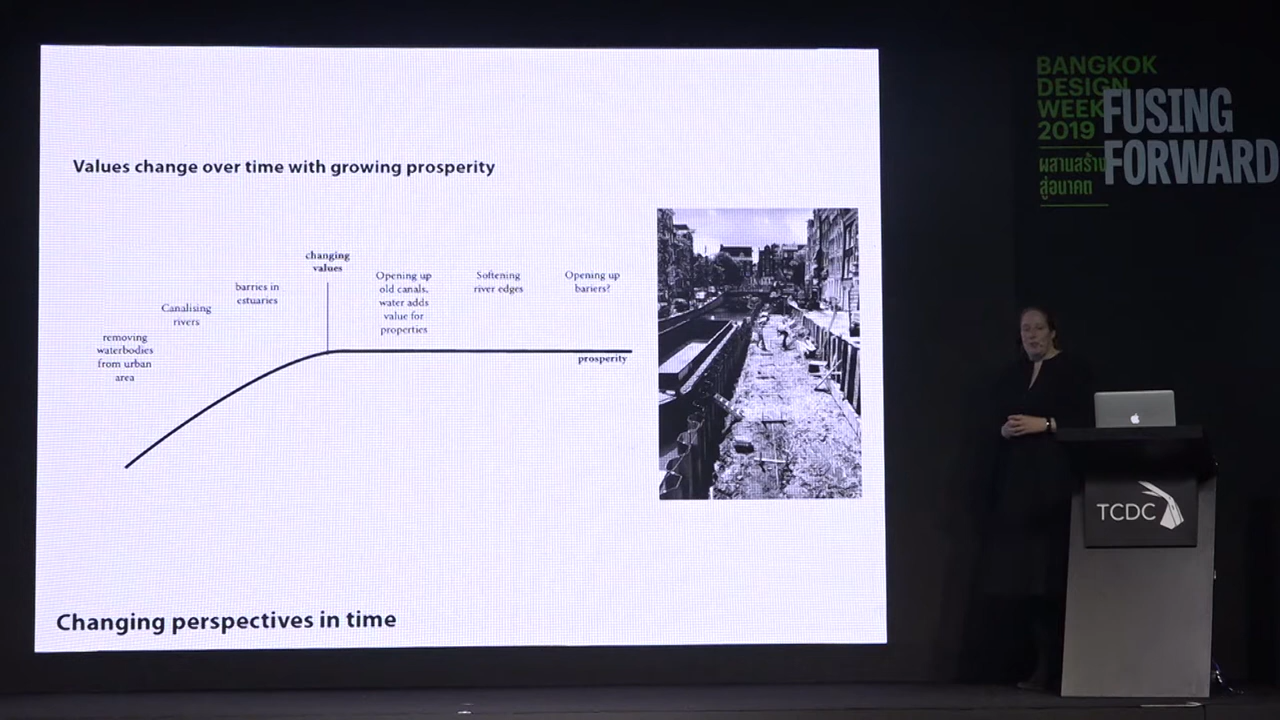 Values change over time with growing prosperity
removing
waterbodies
from urban
area
Canalising
rivers
barries in
estuaries
changing
values
Opening up
old canals,
water adds
value for
properties
Softening
river edges
Opening up
bariers?
prosperity
Changing perspectives in time
BANGKOK
DESIGN
WEEK
2019
FUSING
FORWARD
ผสานสร้าง
สู่อนาคต
TCDC